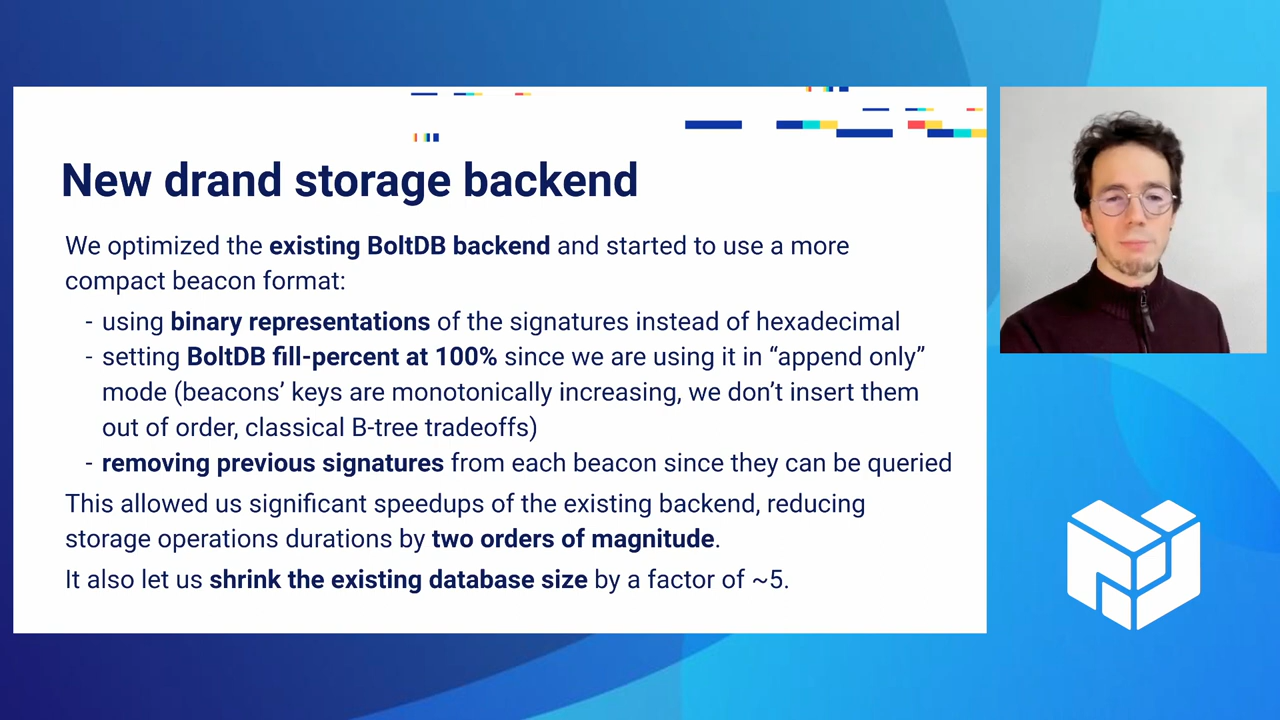 New drand storage backend
We optimized the existing BoltDB backend and started to use a more
compact beacon format:
- using binary representations of the signatures instead of hexadecimal
- setting BoltDB fill-percent at 100% since we are using it in “append only”
mode (beacons’ keys are monotonically increasing, we don’t insert them
out of order, classical B-tree tradeoffs)
- removing previous signatures from each beacon since they can be queried
This allowed us significant speedups of the existing backend, reducing
storage operations durations by two orders of magnitude.
It also let us shrink the existing database size by a factor of ~5.